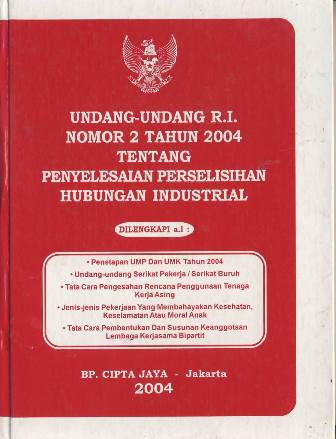 UNDANG-UNDANG R.I.
NOMOR 2 TAHUN 2004
TENTANG
PENYELESAIAN PERSELISIHAN
HUBUNGAN INDUSTRIAL
DILENGKAPI a.l :
• Penetapan UMP Dan UMK Tahun 2004
• Undang-undang Serikat Pekerja / Serikat Buruh
• Tata Cara Pengesahan Rencana Penggunaan Tenaga
Kerja Asing
• Jenis-jenis Pekerjaan Yang Membahayakan Kesehatan,
Keselamatan Atau Moral Anak
• Tata Cara Pembentukan Dan Susunan Keanggotaan
Lembaga Kerjasama Bipartit
BP. CIPTA JAYA - Jakarta
2004